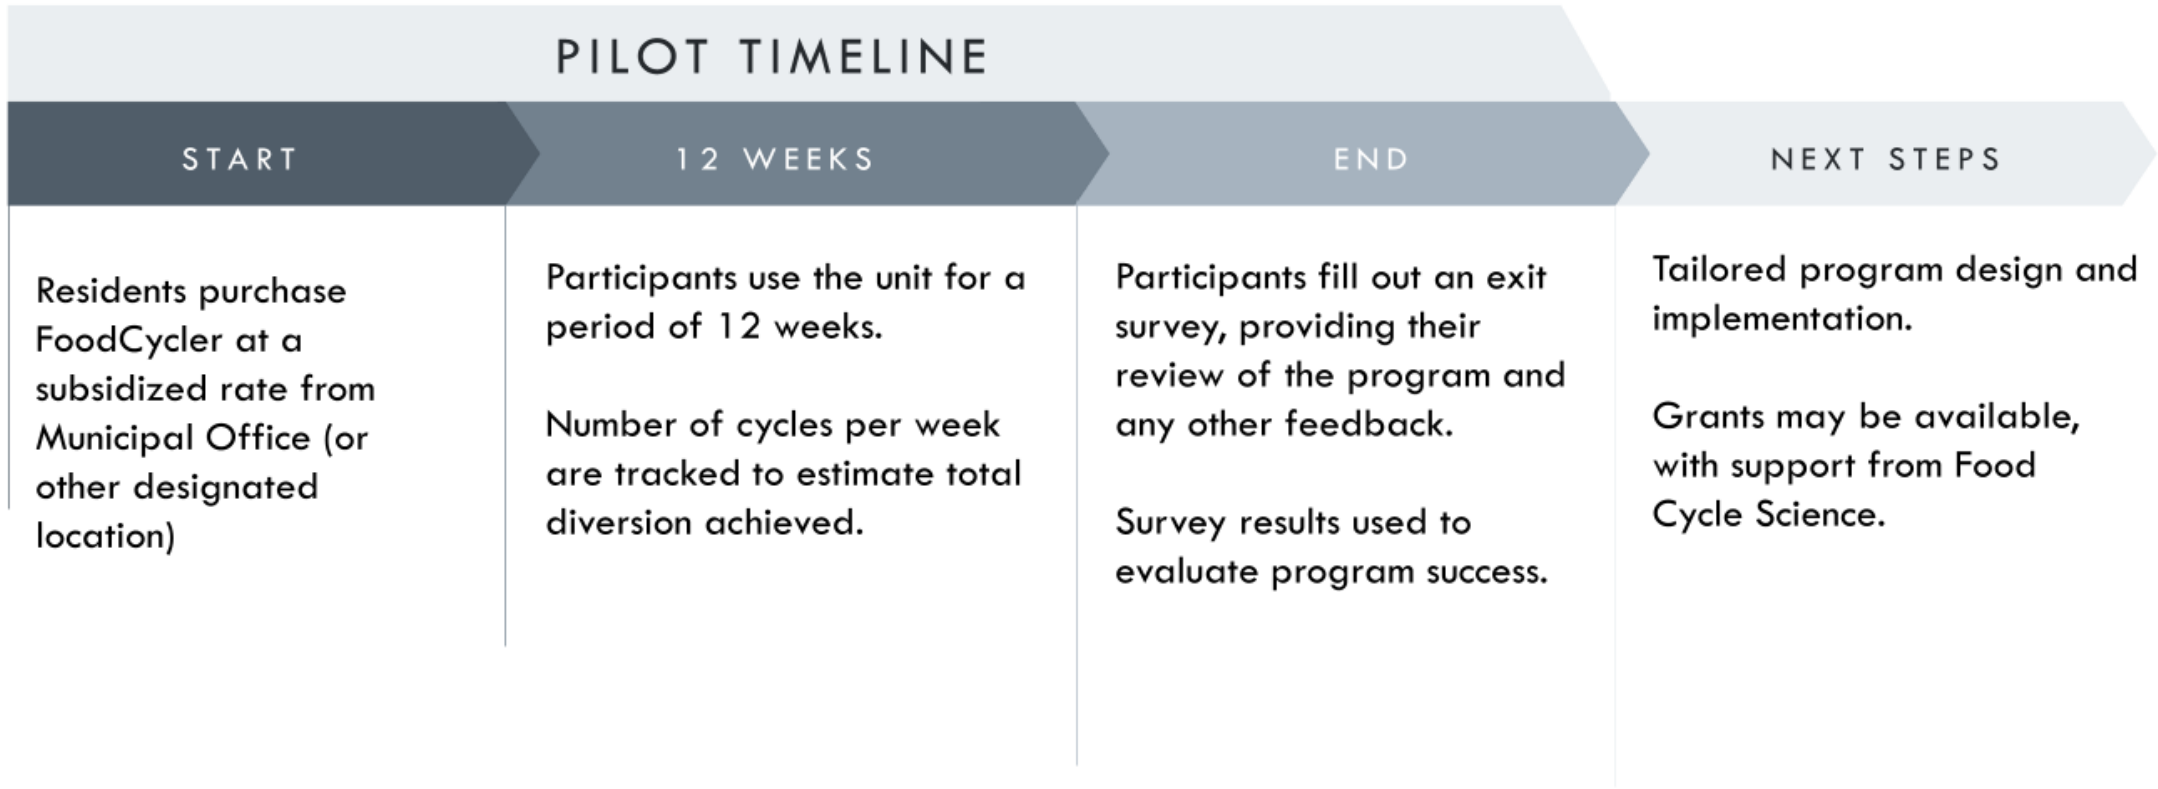 PILOT TIMELINE
START
12 WEEKS
END
NEXT STEPS
Residents purchase
FoodCycler at a
subsidized rate from
Municipal Office (or
other designated
location)
Participants use the unit for a
period of 12 weeks.
Number of cycles per week
are tracked to estimate total
diversion achieved.
Participants fill out an exit
survey, providing their
review of the program and
any other feedback.
Survey results used to
evaluate program success.
Tailored program design and
implementation.
Grants may be available,
with support from Food
Cycle Science.